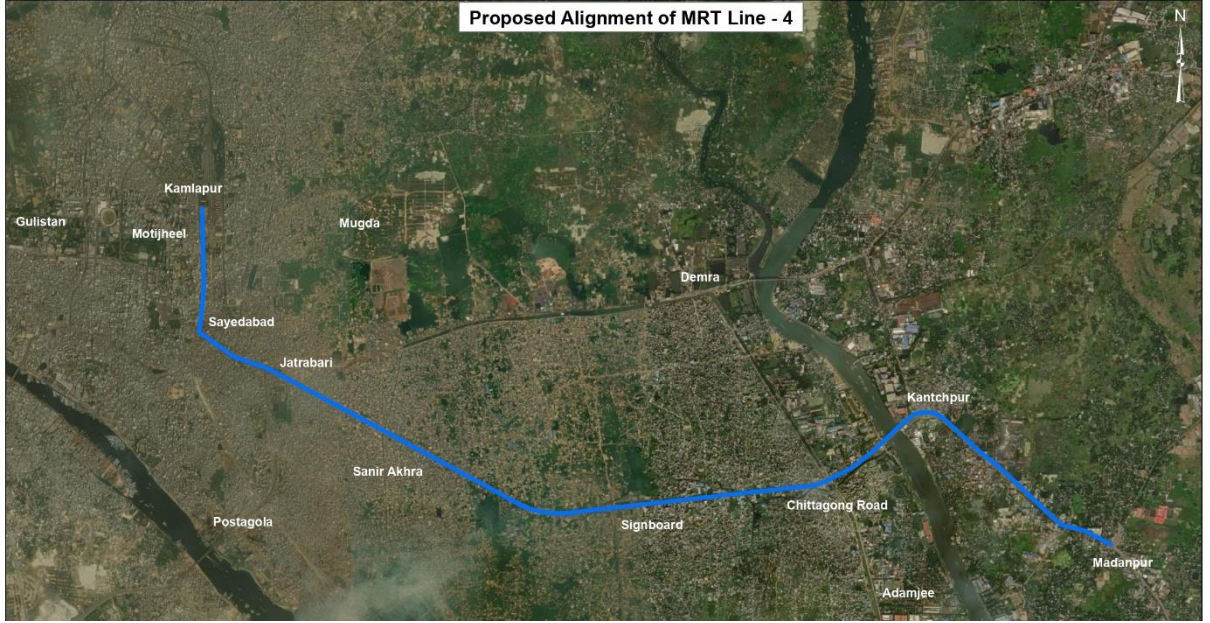 Proposed Alignment of MRT Line - 4
N
Kamlapur
Gulistan
Motijheel
Mugda
Demra
Sayedabad
Jatrabari
Kantchpur
Sanir Akhra
Chittagong Road
Postagola
Signboard
Madanpur
Adamjee